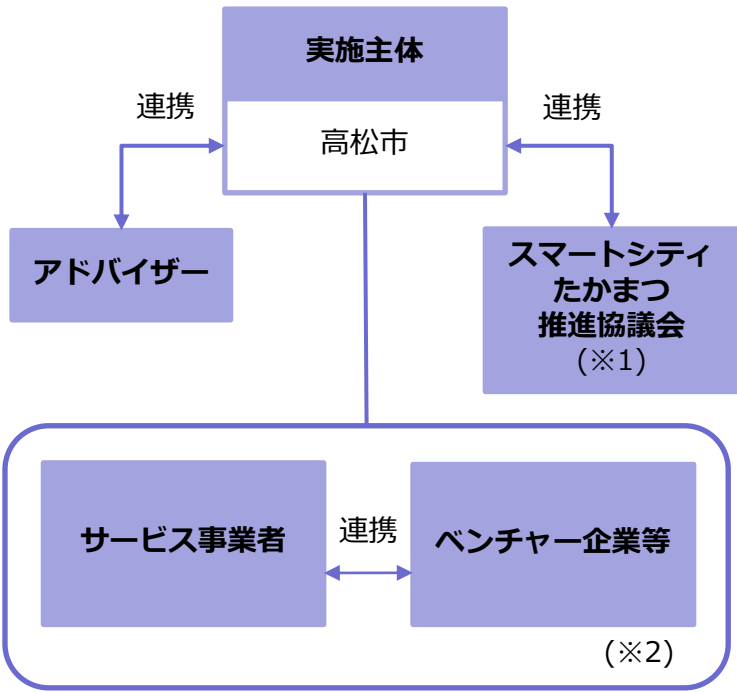 実施主体
連携
連携
高松市
アドバイザー
スマートシティ
たかまつ
推進協議会
(※1)
サービス事業者
連携
ベンチャー企業等
(※2)